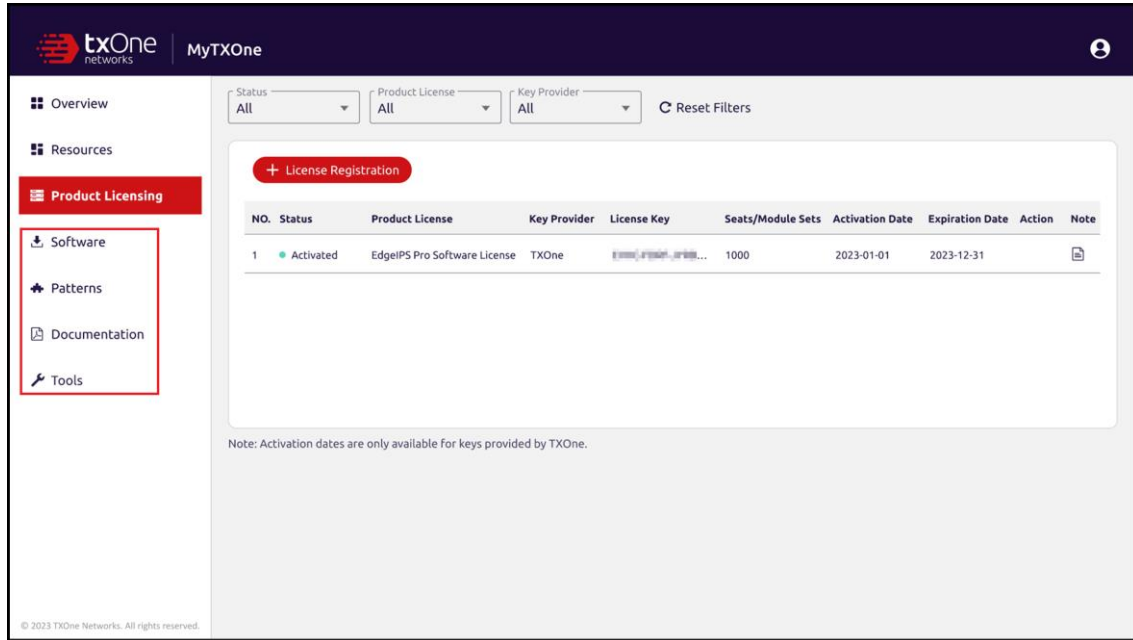 txOne networks | MyTXOne
Overview
Resources
Product Licensing
Software
Patterns
Documentation
Tools
Status Product License Key Provider
All All All Reset Filters
+ License Registration
NO. Status Product License Key Provider License Key Seats/Module Sets Activation Date Expiration Date Action Note
1 Activated EdgeIPS Pro Software License TXOne ... 1000 2023-01-01 2023-12-31
Note: Activation dates are only available for keys provided by TXOne.
© 2023 TXOne Networks. All rights reserved.